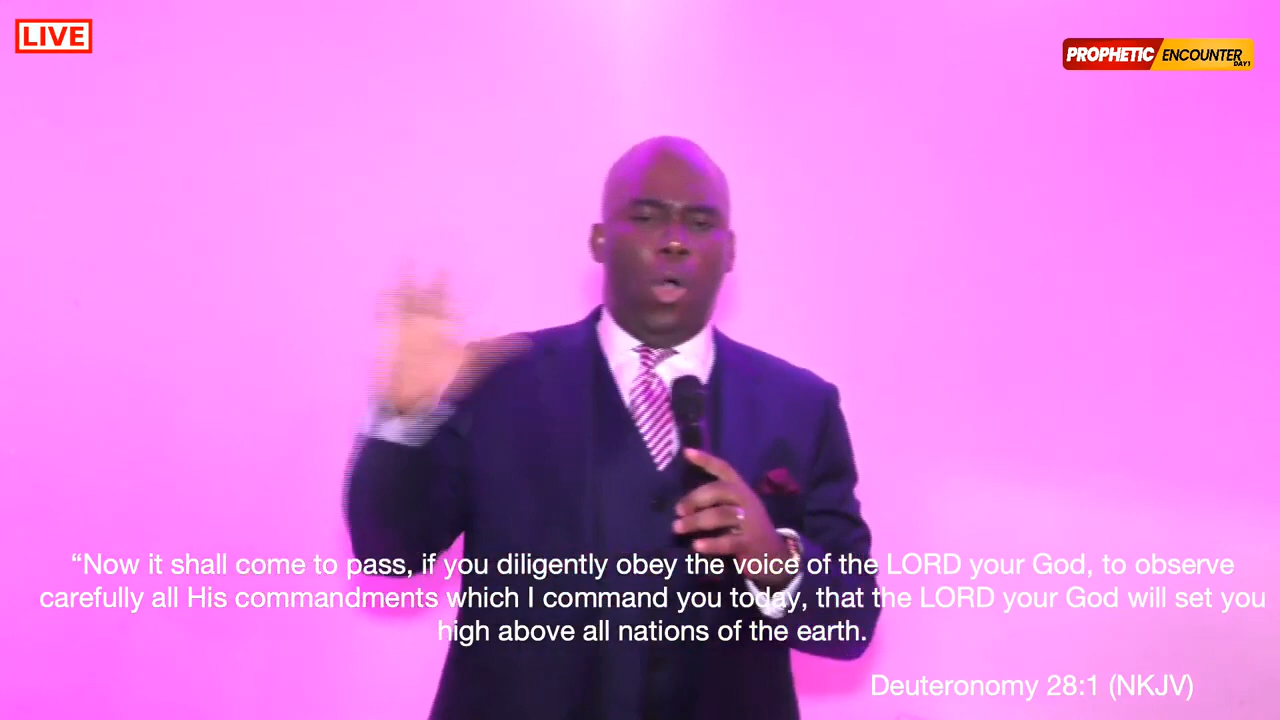 LIVE
PROPHETIC ENCOUNTER
DAY1
“Now it shall come to pass, if you diligently obey the voice of the LORD your God, to observe
carefully all His commandments which I command you today, that the LORD your God will set you
high above all nations of the earth.
Deuteronomy 28:1 (NKJV)